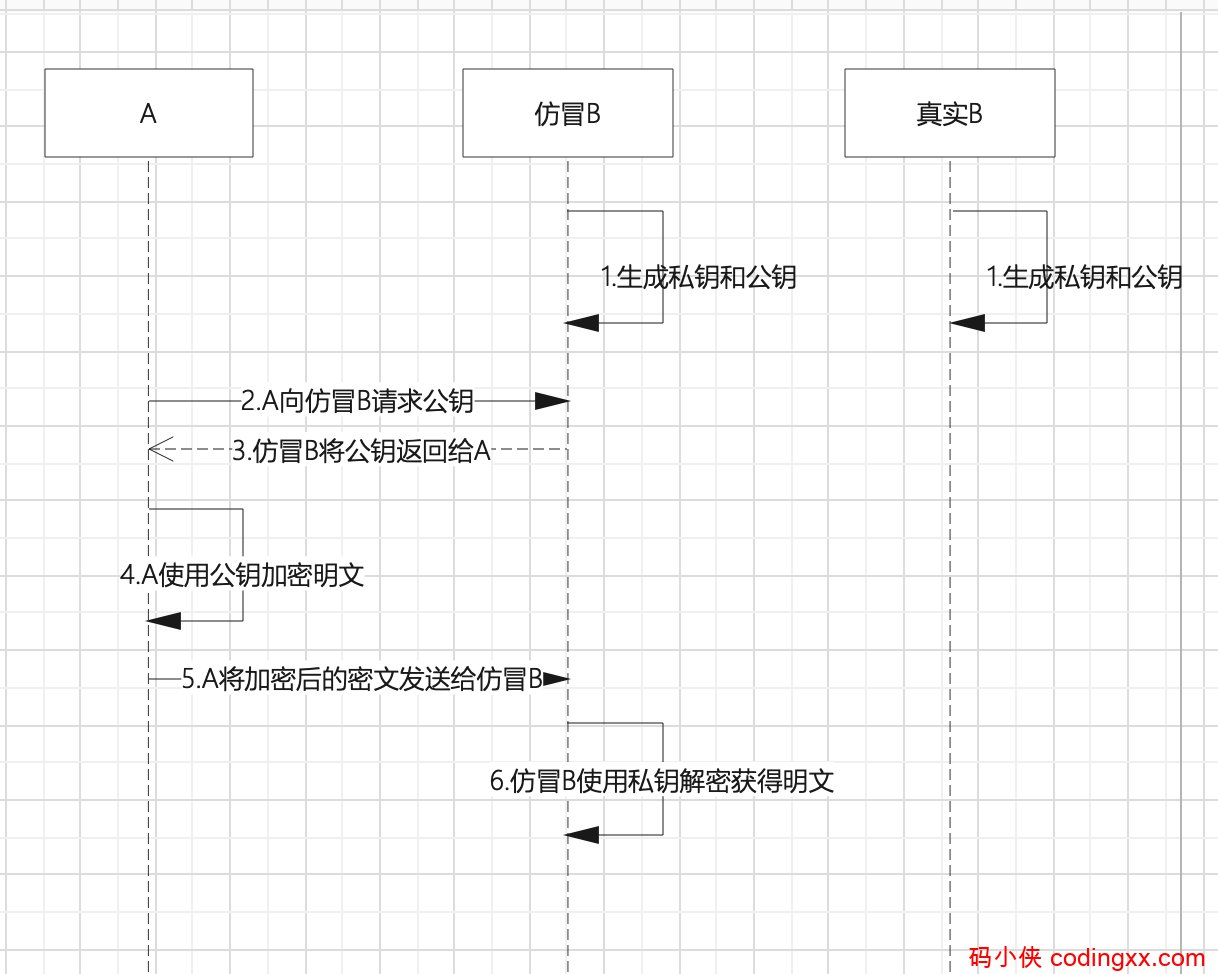 A
仿冒B
真实B
1.生成私钥和公钥
1.生成私钥和公钥
2.A向仿冒B请求公钥
3.仿冒B将公钥返回给A
4.A使用公钥加密明文
5.A将加密后的密文发送给仿冒B
6.仿冒B使用私钥解密获得明文
码小侠 codingxx.com